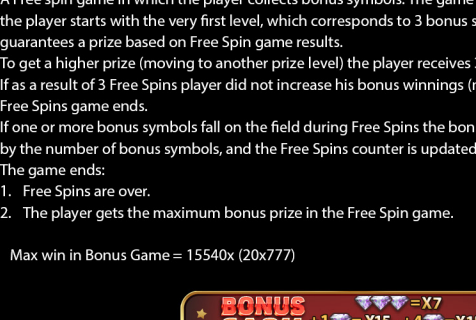 A Free spin game in which the player collects bonus symbols. The game
the player starts with the very first level, which corresponds to 3 bonus s
guarantees a prize based on Free Spin game results.
To get a higher prize (moving to another prize level) the player receives
If as a result of 3 Free Spins player did not increase his bonus winnings (
Free Spins game ends.
If one or more bonus symbols fall on the field during Free Spins the bon
by the number of bonus symbols, and the Free Spins counter is updated
The game ends:
1. Free Spins are over.
2. The player gets the maximum bonus prize in the Free Spin game.
Max win in Bonus Game = 15540x (20x777)
BONUS
=X7